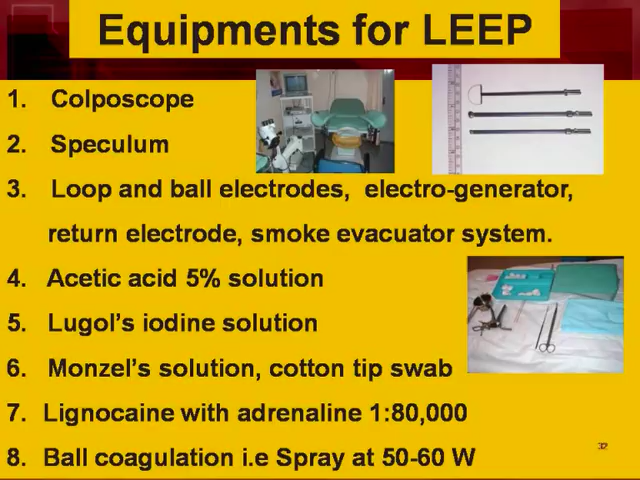 Equipments for LEEP
1. Colposcope
2. Speculum
3. Loop and ball electrodes, electro-generator,
return electrode, smoke evacuator system.
4. Acetic acid 5% solution
5. Lugol's iodine solution
6. Monzel's solution, cotton tip swab
7. Lignocaine with adrenaline 1:80,000
8. Ball coagulation i.e Spray at 50-60 W